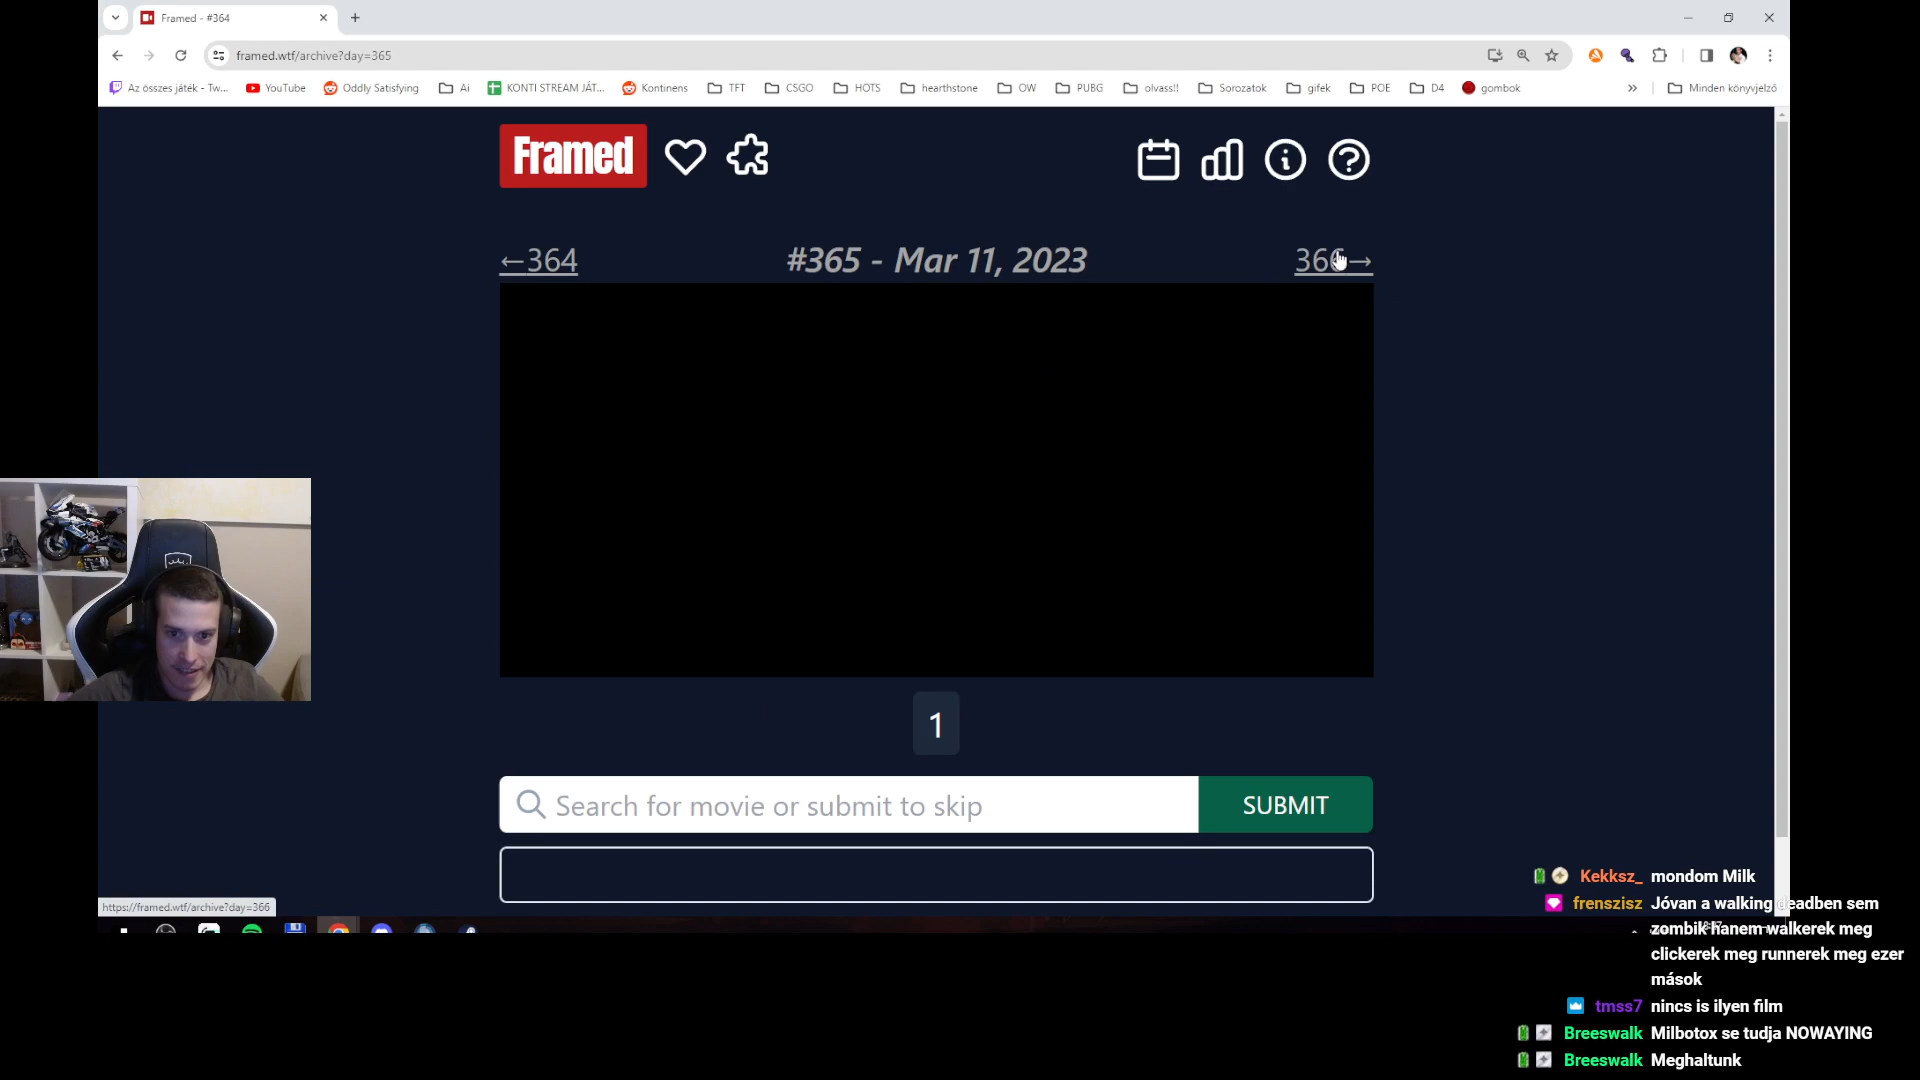 Framed - #364
framed.wtf/archive?day=365
Az összes játék - Tw...
YouTube
Oddly Satisfying
Ai
KONTI STREAM JÁT...
Kontinens
TFT
CSGO
HOTS
hearthstone
OW
PUBG
olvass!!
Sorozatok
gifek
POE
D4
gombok
»
Minden könyvjelző
Framed
←364
#365 - Mar 11, 2023
366→
1
Search for movie or submit to skip
SUBMIT
https://framed.wtf/archive?day=366
Kekksz_ mondom Milk
frenszisz Jóvan a walking deadben sem
zombik hanem walkerek meg
clickerek meg runnerek meg ezer
mások
tmss7 nincs is ilyen film
Breeswalk Milbotox se tudja NOWAYING
Breeswalk Meghaltunk